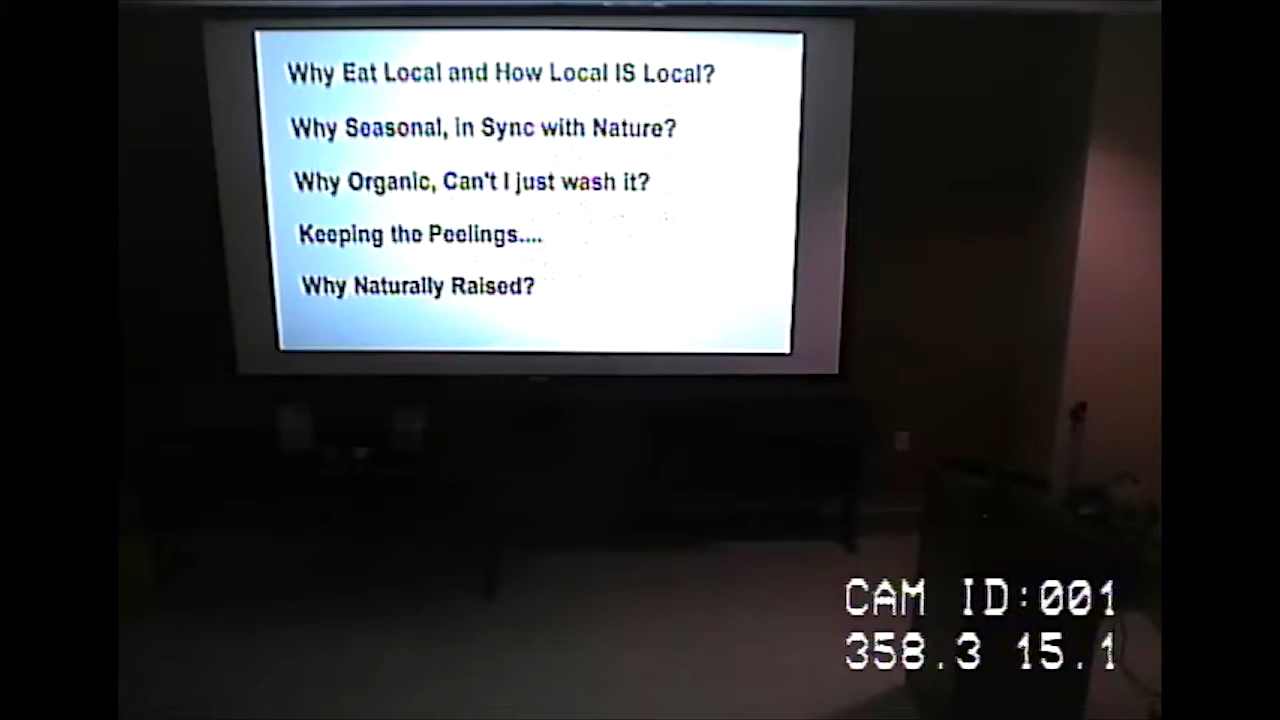 Why Eat Local and How Local IS Local?
Why Seasonal, in Sync with Nature?
Why Organic, Can't I just wash it?
Keeping the Peelings....
Why Naturally Raised?
CAM ID:001
358.3 15.1